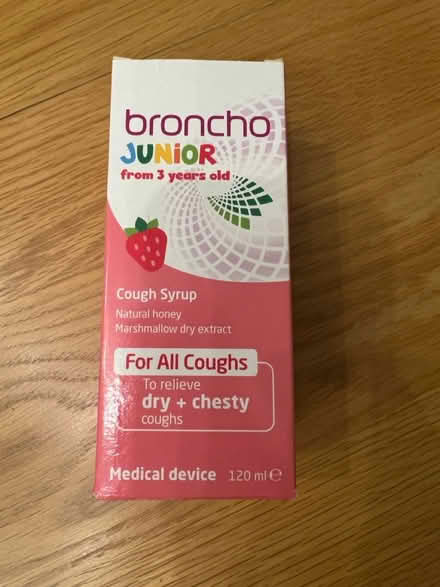 broncho
JUNiOR
from 3 years old
Cough Syrup
Natural honey
Marshmallow dry extract
For All Coughs
To relieve
dry + chesty
coughs
Medical device 120 ml ℮